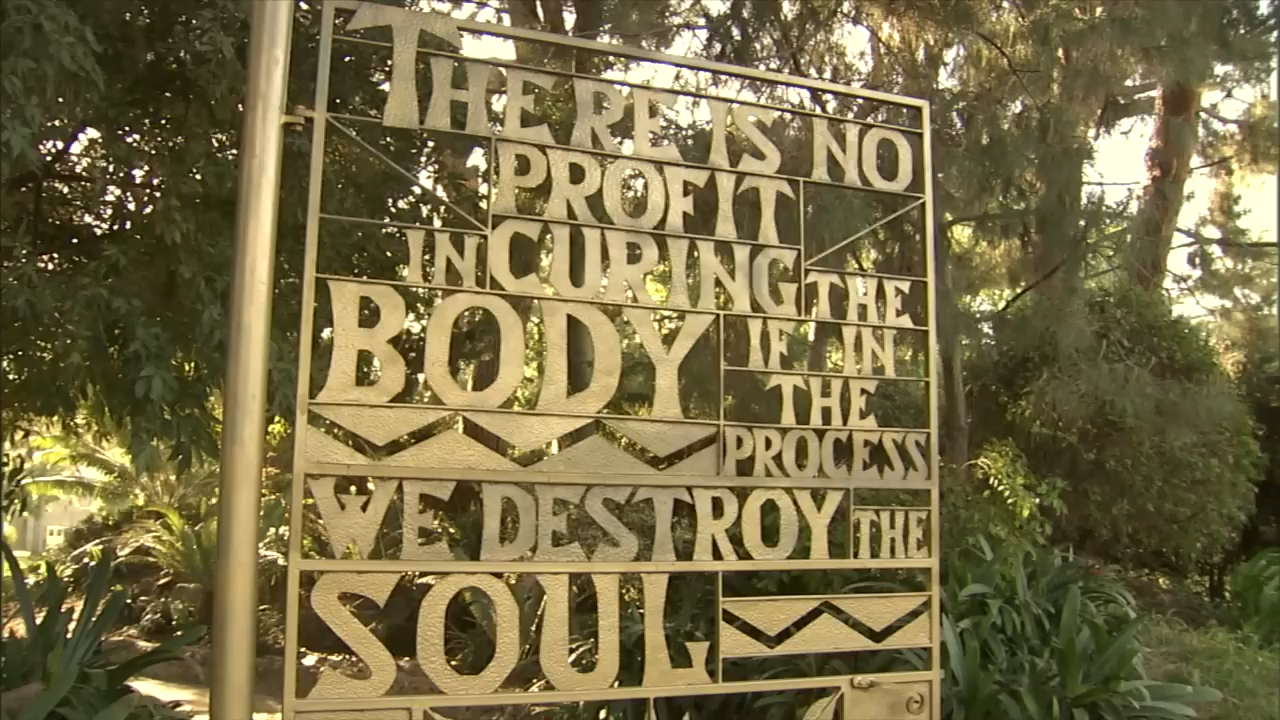 THERE IS NO
PROFIT
IN CURING THE
BODY IF IN
THE
PROCESS
WE DESTROY THE
SOUL